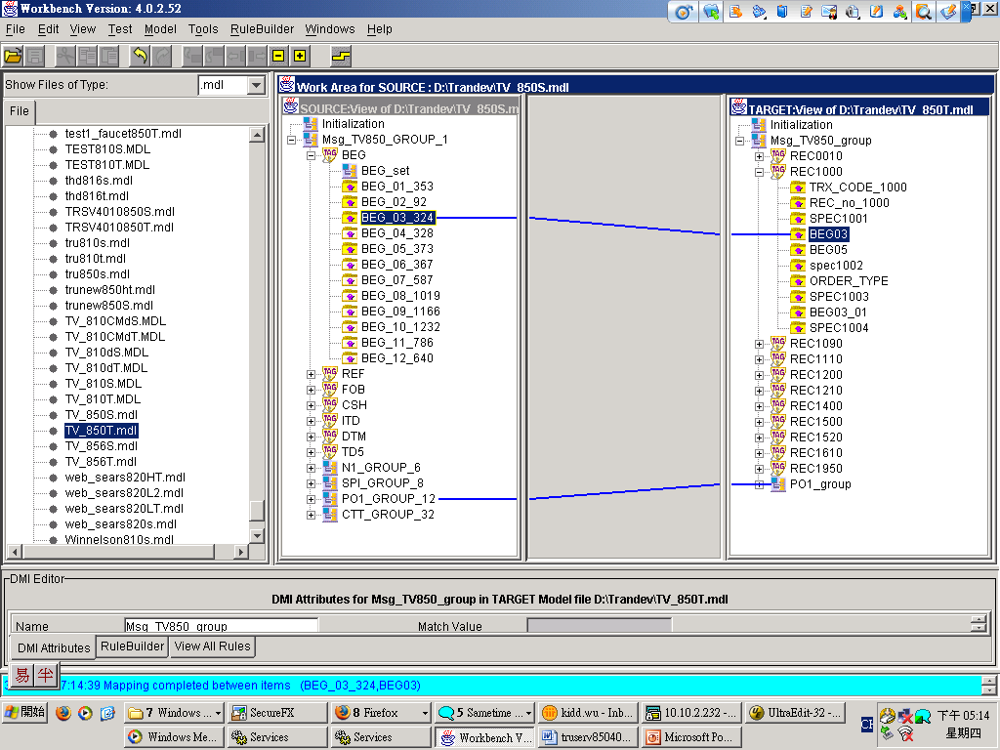 Workbench Version: 4.0.2.52
File Edit View Test Model Tools RuleBuilder Windows Help
Show Files of Type: .mdl
File
test1_faucet850T.mdl
TEST810S.MDL
TEST810T.MDL
thd816s.mdl
thd816t.mdl
TRSV4010850S.mdl
TRSV4010850T.mdl
tru810s.mdl
tru810t.mdl
tru850s.mdl
trunew850ht.mdl
trunew850S.mdl
TV_810CMdS.MDL
TV_810CMdT.MDL
TV_810dS.MDL
TV_810dT.MDL
TV_810S.MDL
TV_810T.MDL
TV_850S.mdl
TV_850T.mdl
TV_856S.mdl
TV_856T.mdl
web_sears820HT.mdl
web_sears820L2.mdl
web_sears820LT.mdl
web_sears820s.mdl
Winnelson810s.mdl
Work Area for SOURCE : D:\Trandev\TV_850S.mdl
SOURCE:View of D:\Trandev\TV_850S.m
Initialization
Msg_TV850_GROUP_1
BEG
BEG_set
BEG_01_353
BEG_02_92
BEG_03_324
BEG_04_328
BEG_05_373
BEG_06_367
BEG_07_587
BEG_08_1019
BEG_09_1166
BEG_10_1232
BEG_11_786
BEG_12_640
REF
FOB
CSH
ITD
DTM
TD5
N1_GROUP_6
SPI_GROUP_8
PO1_GROUP_12
CTT_GROUP_32
TARGET:View of D:\Trandev\TV_850T.mdl
Initialization
Msg_TV850_group
REC0010
REC1000
TRX_CODE_1000
REC_no_1000
SPEC1001
BEG03
BEG05
spec1002
ORDER_TYPE
SPEC1003
BEG03_01
SPEC1004
REC1090
REC1110
REC1200
REC1210
REC1400
REC1500
REC1520
REC1610
REC1950
PO1_group
DMI Editor
DMI Attributes for Msg_TV850_group in TARGET Model file D:\Trandev\TV_850T.mdl
Name Msg_TV850_group Match Value
DMI Attributes RuleBuilder View All Rules
易 半
7:14:39 Mapping completed between items (BEG_03_324,BEG03)
開始 7 Windows ... SecureFX 8 Firefox 5 Sametime ... kidd.wu - Inb... 10.10.2.232 -... UltraEdit-32 -... 下午 05:14
Windows Me... Services Services Workbench V... truserv85040... Microsoft Po... 星期四